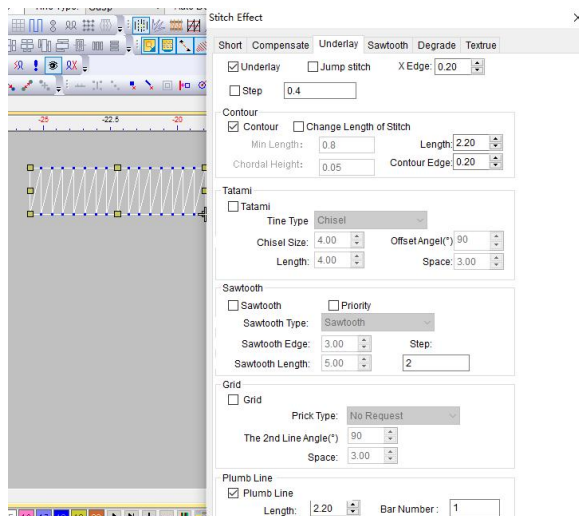 Stitch Effect
Short Compensate Underlay Sawtooth Degrade Textrue
Underlay Jump stitch X Edge: 0.20
Step 0.4
Contour
Contour Change Length of Stitch
Min Length: 0.8 Length: 2.20
Chordal Height: 0.05 Contour Edge: 0.20
Tatami
Tatami
Tine Type Chisel
Chisel Size: 4.00 Offset Angel(°) 90
Length: 4.00 Space: 3.00
Sawtooth
Sawtooth Priority
Sawtooth Type: Sawtooth
Sawtooth Edge: 3.00 Step:
Sawtooth Length: 5.00 2
Grid
Grid
Prick Type: No Request
The 2nd Line Angle(°) 90
Space: 3.00
Plumb Line
Plumb Line
Length: 2.20 Bar Number : 1
-25 -22.5 -20